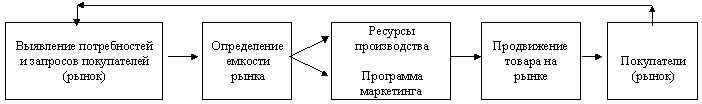 Выявление потребностей
и запросов покупателей
(рынок)
Определение
емкости
рынка
Ресурсы
производства
Программа
маркетинга
Продвижение
товара на
рынке
Покупатели
(рынок)